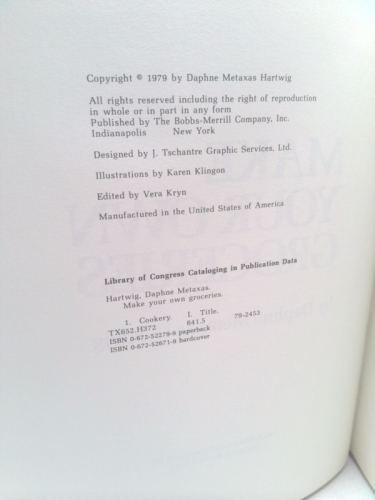 Copyright © 1979 by Daphne Metaxas Hartwig
All rights reserved including the right of reproduction
in whole or in part in any form
Published by The Bobbs-Merrill Company, Inc.
Indianapolis New York
Designed by J. Tschantre Graphic Services, Ltd.
Illustrations by Karen Klingon
Edited by Vera Kryn
Manufactured in the United States of America
Library of Congress Cataloging in Publication Data
Hartwig, Daphne Metaxas.
Make your own groceries.
1. Cookery. I. Title.
TX652.H372 641.5 79-2453
ISBN 0-672-52279-9 paperback
ISBN 0-672-52671-9 hardcover